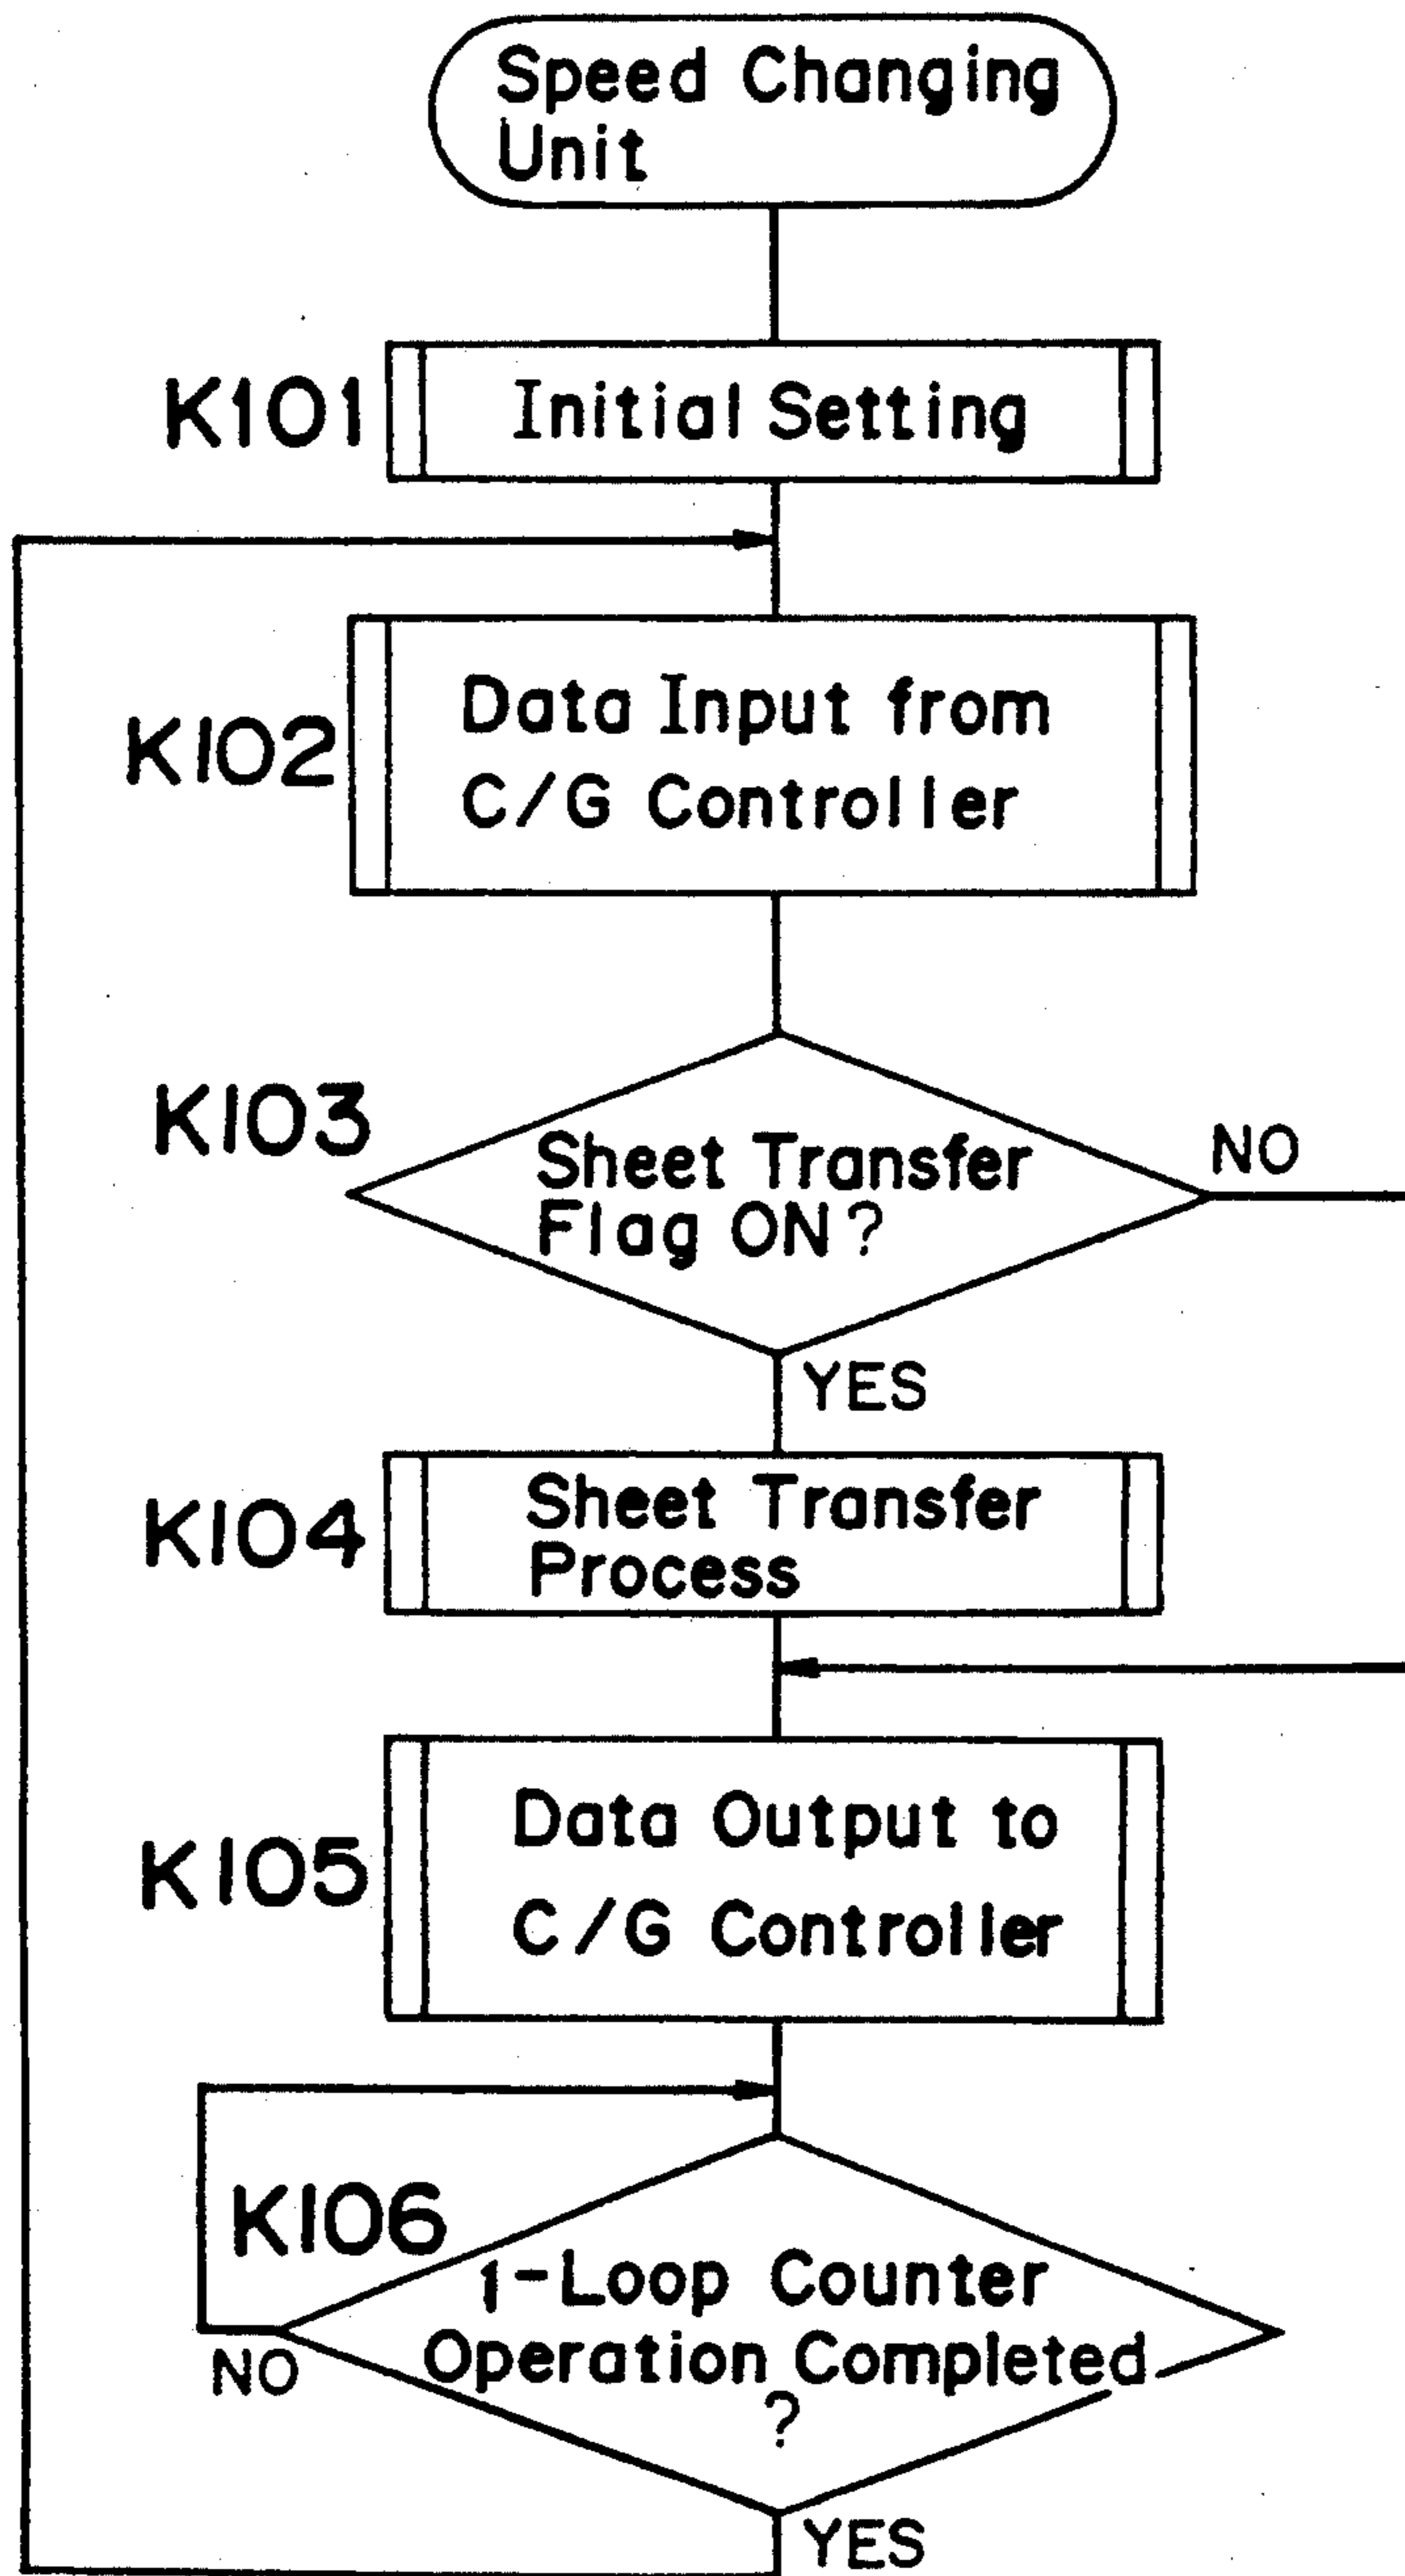 Speed Changing
Unit
K101
Initial Setting
K102
Data Input from
C/G Controller
K103
Sheet Transfer
Flag ON?
NO
YES
K104
Sheet Transfer
Process
K105
Data Output to
C/G Controller
K106
1-Loop Counter
Operation Completed
?
NO
YES